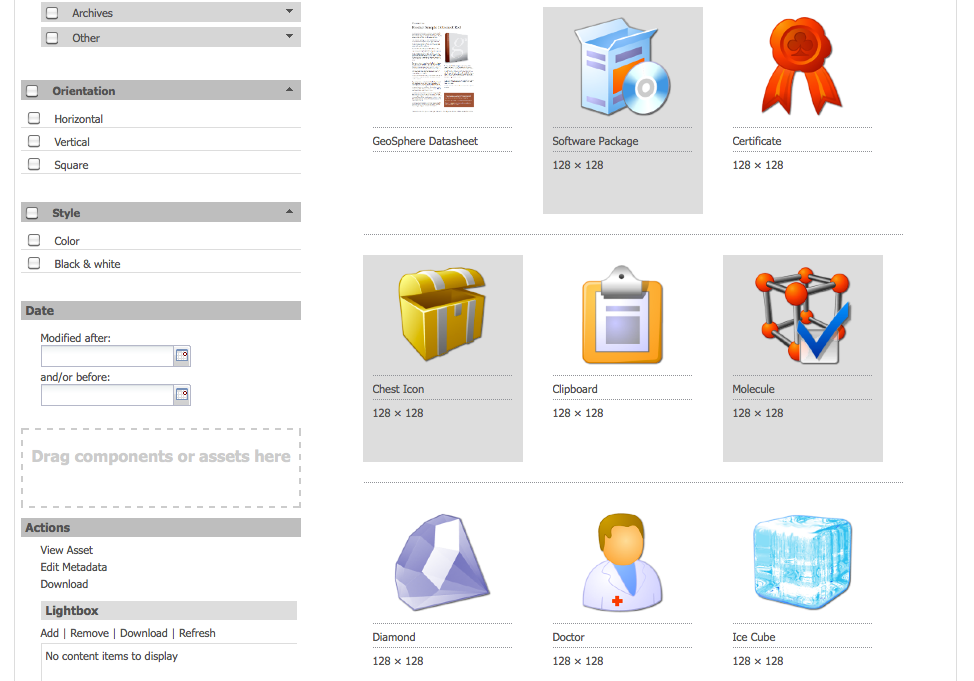 Archives
Other
Orientation
Horizontal
Vertical
Square
Style
Color
Black & white
Date
Modified after:
and/or before:
Drag components or assets here
Actions
View Asset
Edit Metadata
Download
Lightbox
Add | Remove | Download | Refresh
No content items to display
GeoSphere Datasheet
Software Package
128 × 128
Certificate
128 × 128
Chest Icon
128 × 128
Clipboard
128 × 128
Molecule
128 × 128
Diamond
128 × 128
Doctor
128 × 128
Ice Cube
128 × 128